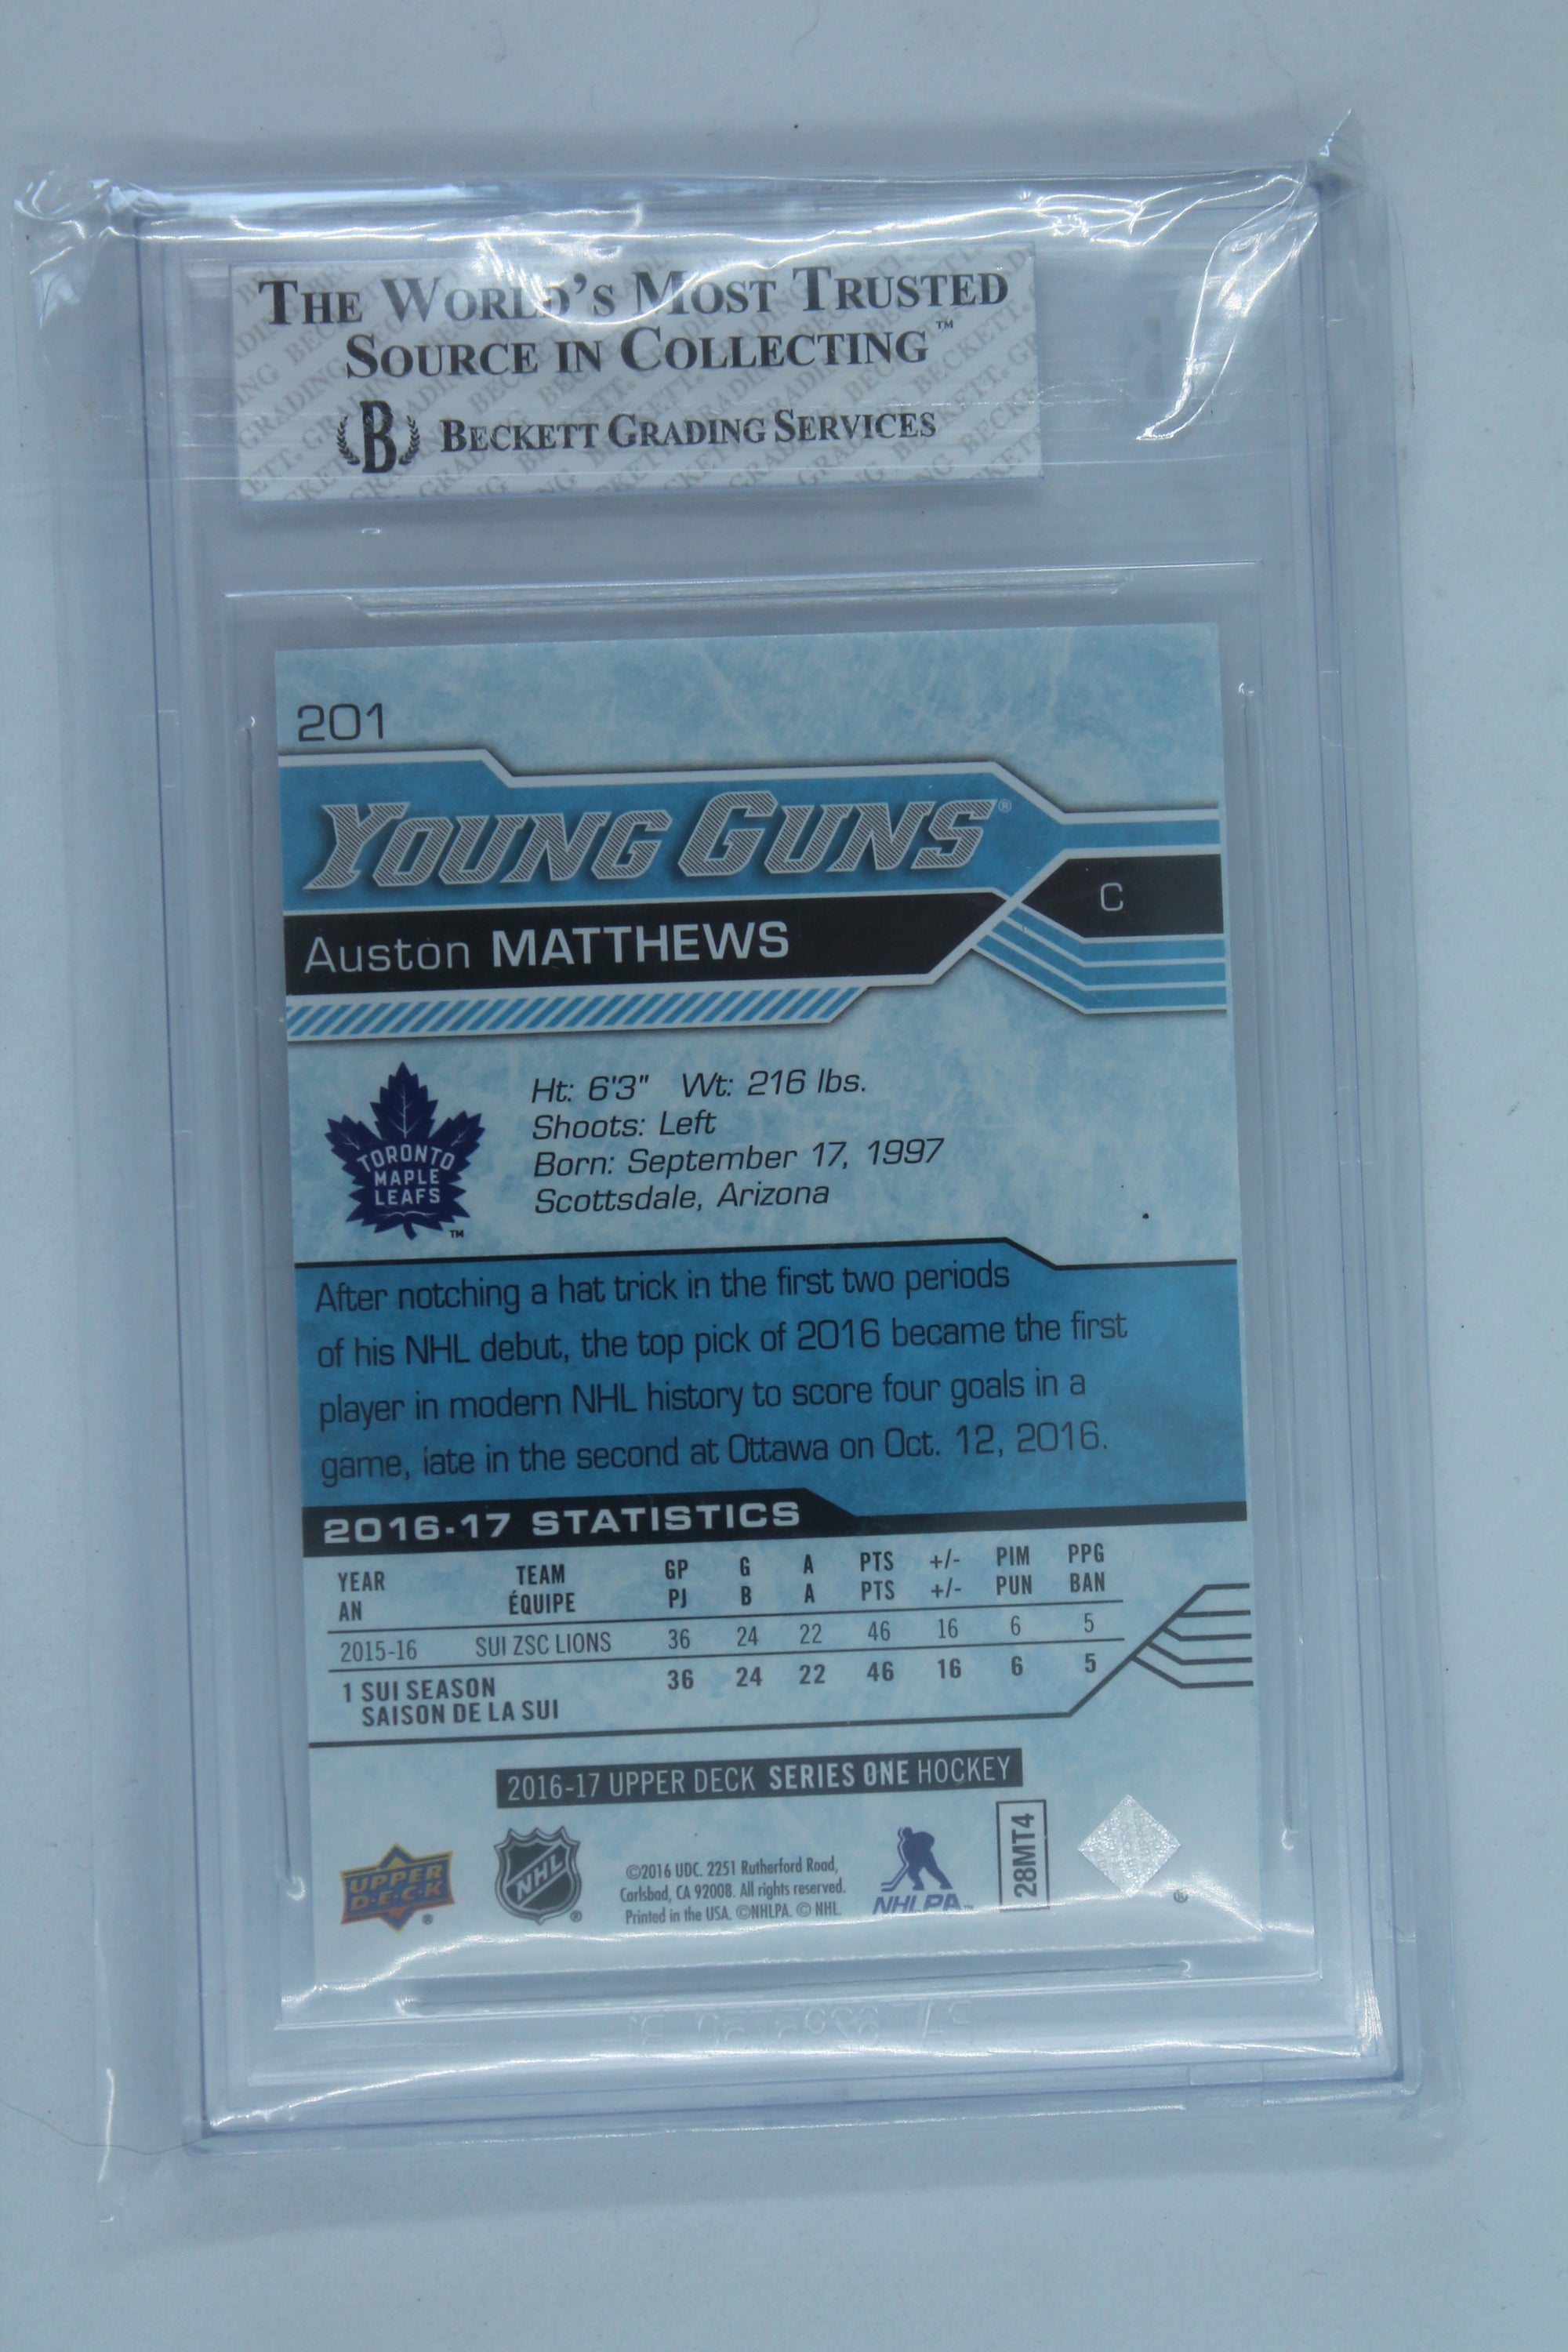 THE WORLD'S MOST TRUSTED
SOURCE IN COLLECTING™
B BECKETT GRADING SERVICES
201
YOUNG GUNS®
C
Auston MATTHEWS
TORONTO
MAPLE
LEAFS
™
Ht: 6'3" Wt: 216 lbs.
Shoots: Left
Born: September 17, 1997
Scottsdale, Arizona
After notching a hat trick in the first two periods
of his NHL debut, the top pick of 2016 became the first
player in modern NHL history to score four goals in a
game, late in the second at Ottawa on Oct. 12, 2016.
2016-17 STATISTICS
YEAR TEAM GP G A PTS +/- PIM PPG
AN ÉQUIPE PJ B A PTS +/- PUN BAN
2015-16 SUI ZSC LIONS 36 24 22 46 16 6 5
1 SUI SEASON 36 24 22 46 16 6 5
SAISON DE LA SUI
2016-17 UPPER DECK SERIES ONE HOCKEY
UPPER
D·E·C·K®
NHL®
©2016 UDC. 2251 Rutherford Road,
Carlsbad, CA 92008. All rights reserved.
Printed in the USA. ©NHLPA. © NHL.
NHLPA™
28MT4
®